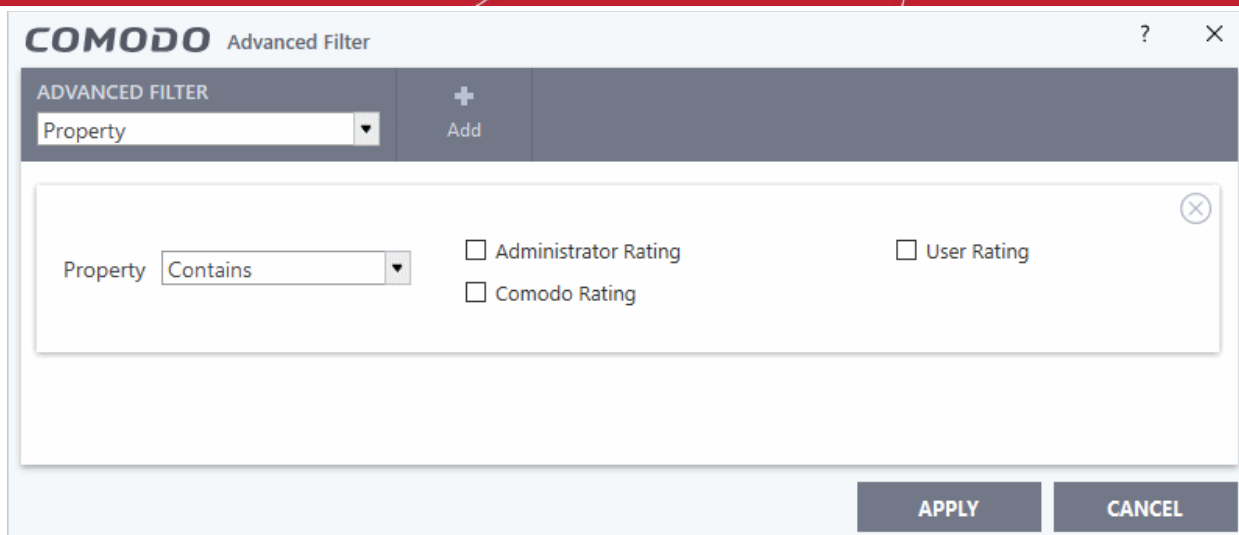 COMODO Advanced Filter ?
ADVANCED FILTER
Property
Add
Property Contains
Administrator Rating
User Rating
Comodo Rating
APPLY
CANCEL